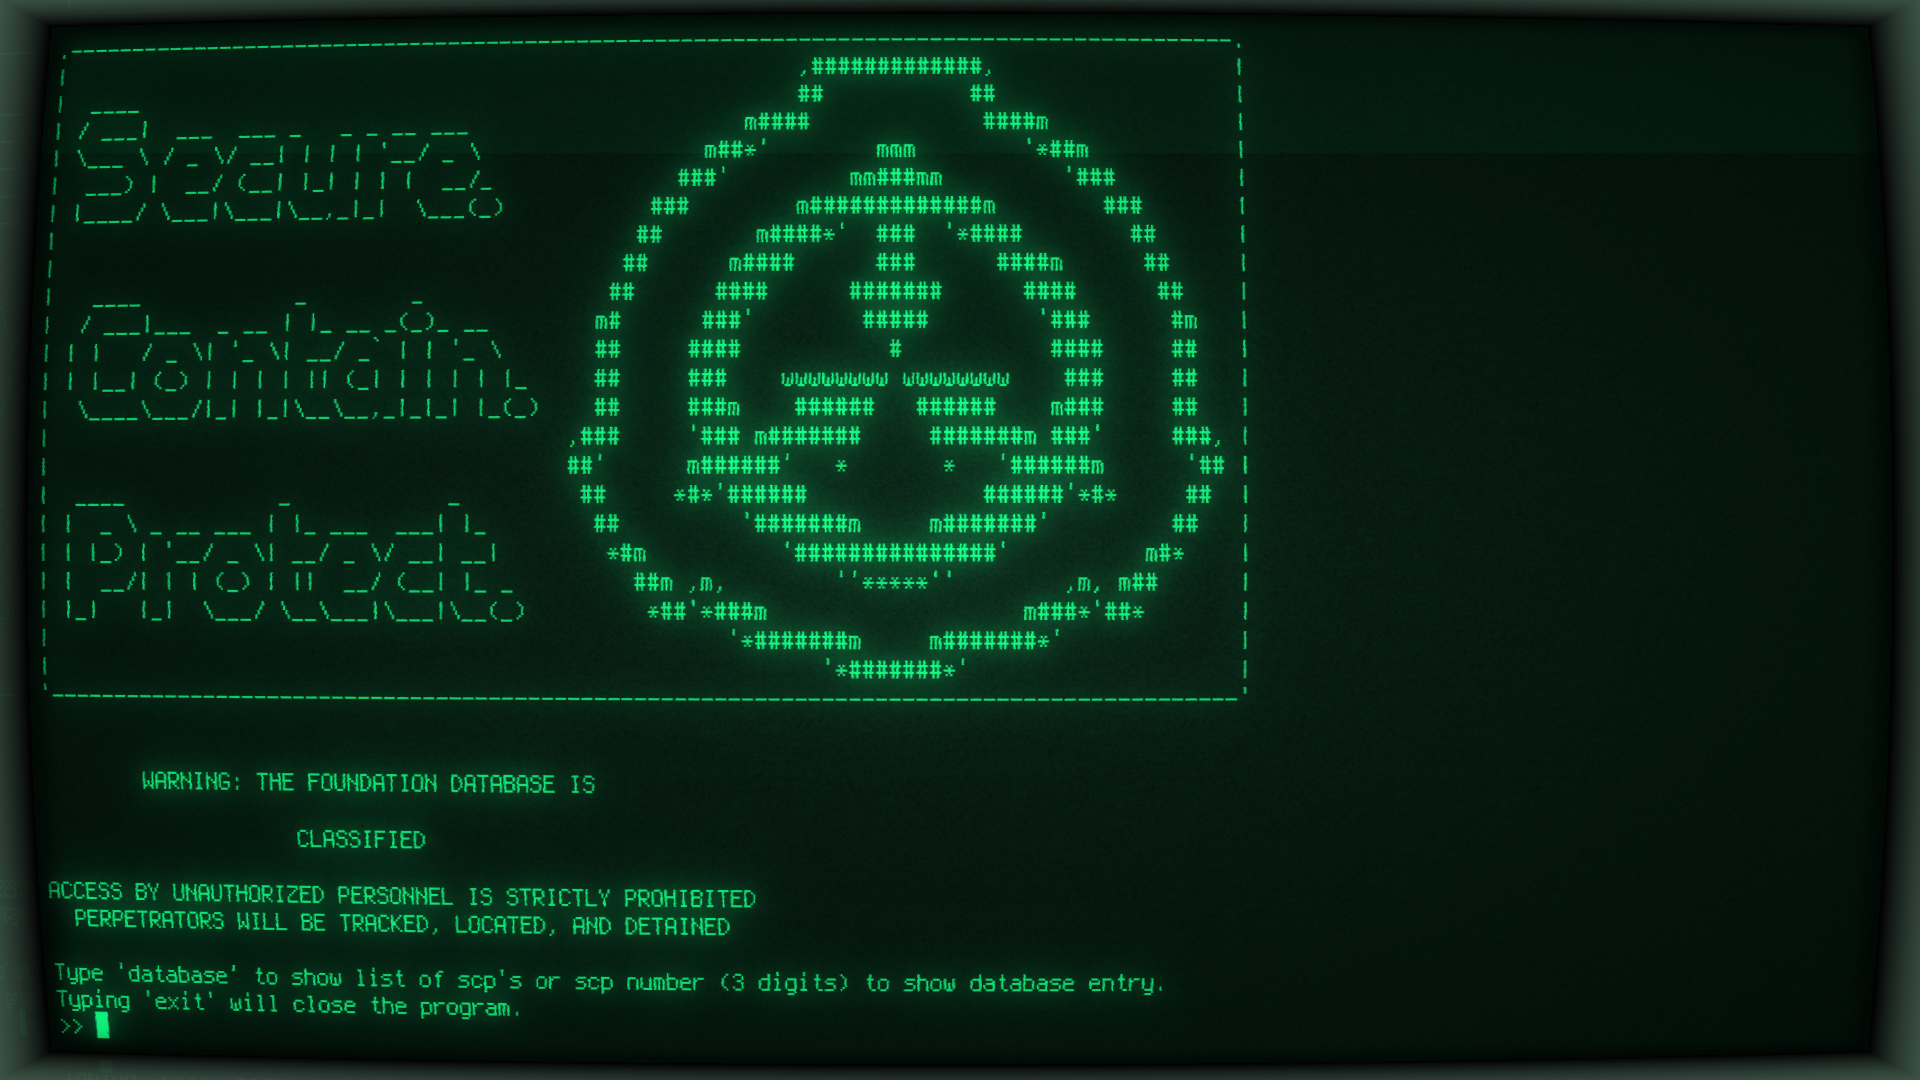 Secure.
Contain.
Protect.
WARNING: THE FOUNDATION DATABASE IS
CLASSIFIED
ACCESS BY UNAUTHORIZED PERSONNEL IS STRICTLY PROHIBITED
PERPETRATORS WILL BE TRACKED, LOCATED, AND DETAINED
Type 'database' to show list of scp's or scp number (3 digits) to show database entry.
Typing 'exit' will close the program.
>>